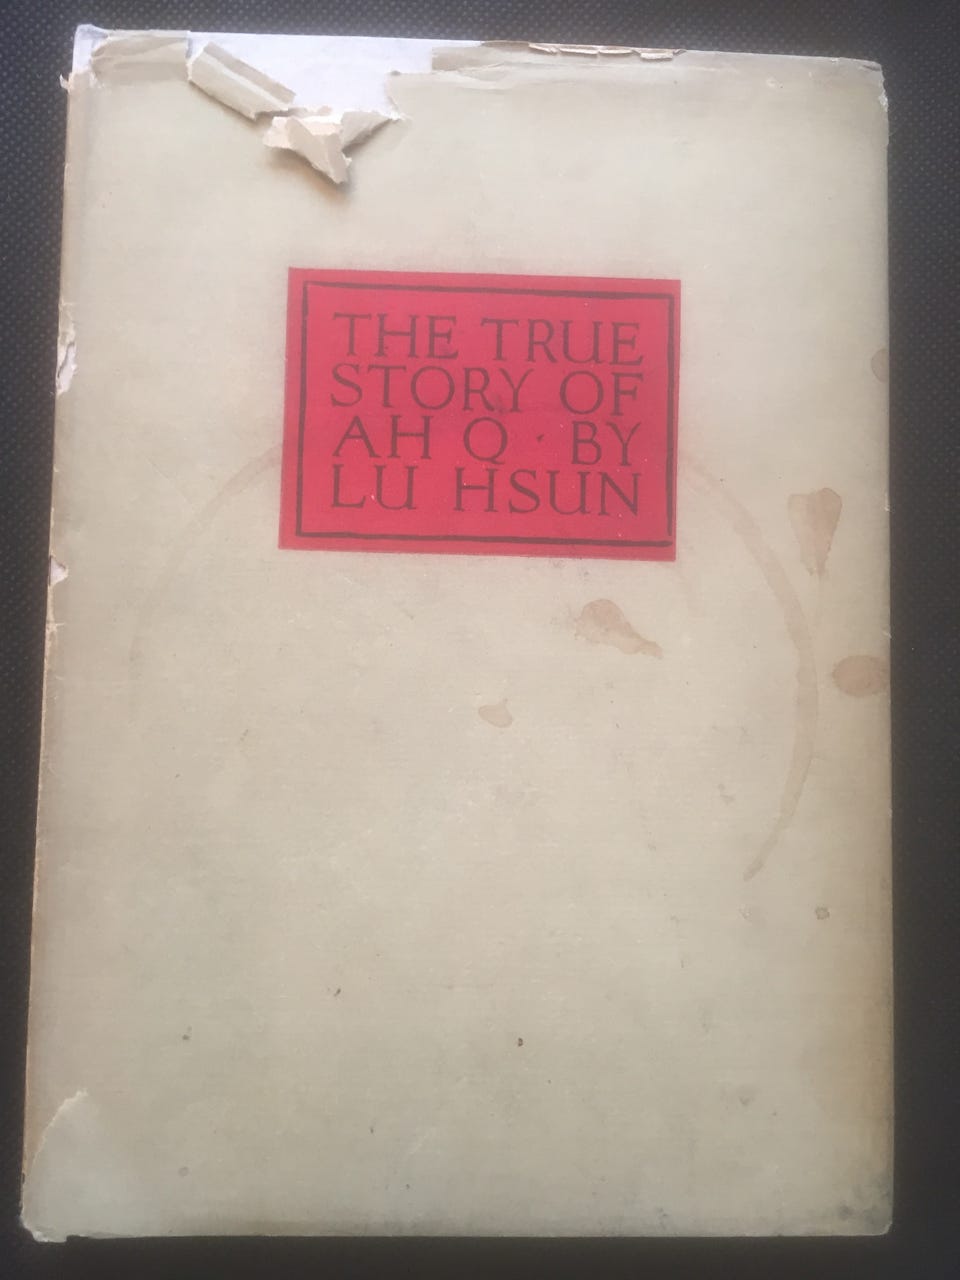 THE TRUE
STORY OF
AH Q · BY
LU HSUN